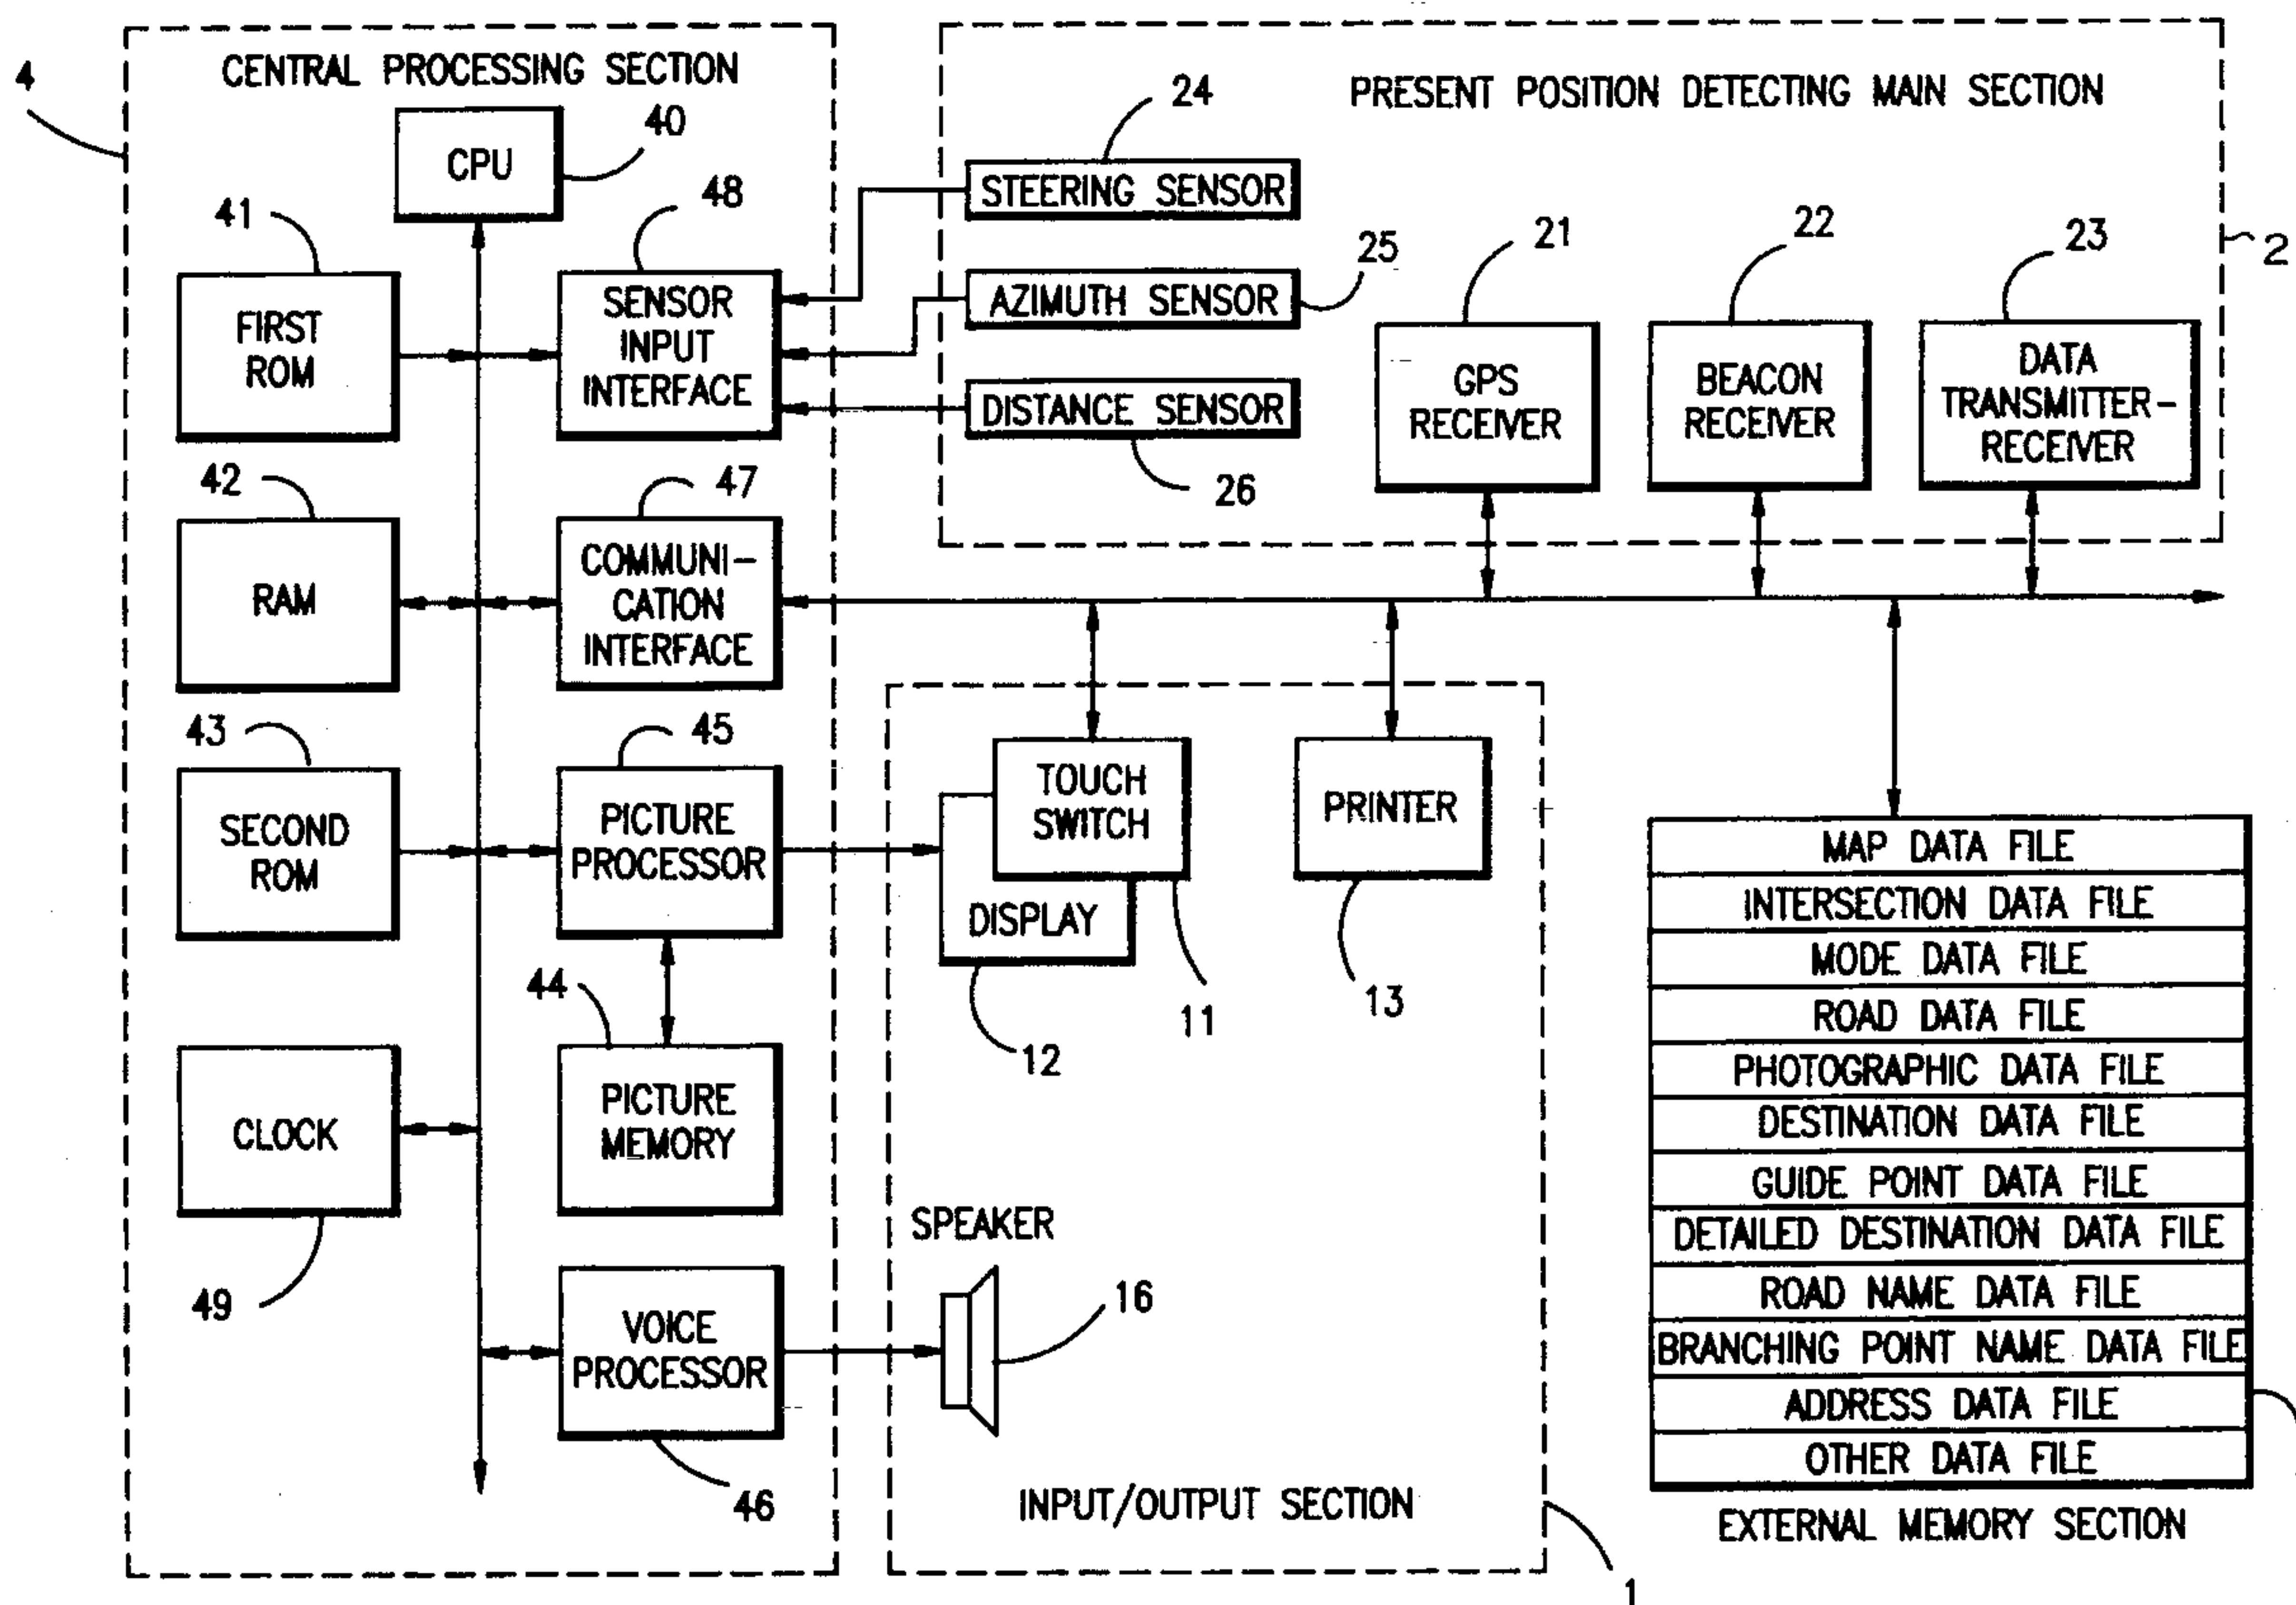 4
CENTRAL PROCESSING SECTION
CPU
40
41
FIRST
ROM
48
SENSOR
INPUT
INTERFACE
42
RAM
47
COMMUNI-
CATION
INTERFACE
43
SECOND
ROM
45
PICTURE
PROCESSOR
44
PICTURE
MEMORY
CLOCK
49
VOICE
PROCESSOR
46
PRESENT POSITION DETECTING MAIN SECTION
2
24
STEERING SENSOR
25
AZIMUTH SENSOR
DISTANCE SENSOR
26
21
GPS
RECEIVER
22
BEACON
RECEIVER
23
DATA
TRANSMITTER-
RECEIVER
TOUCH
SWITCH
11
DISPLAY
12
PRINTER
13
SPEAKER
16
INPUT/OUTPUT SECTION
1
MAP DATA FILE
INTERSECTION DATA FILE
MODE DATA FILE
ROAD DATA FILE
PHOTOGRAPHIC DATA FILE
DESTINATION DATA FILE
GUIDE POINT DATA FILE
DETAILED DESTINATION DATA FILE
ROAD NAME DATA FILE
BRANCHING POINT NAME DATA FILE
ADDRESS DATA FILE
OTHER DATA FILE
EXTERNAL MEMORY SECTION